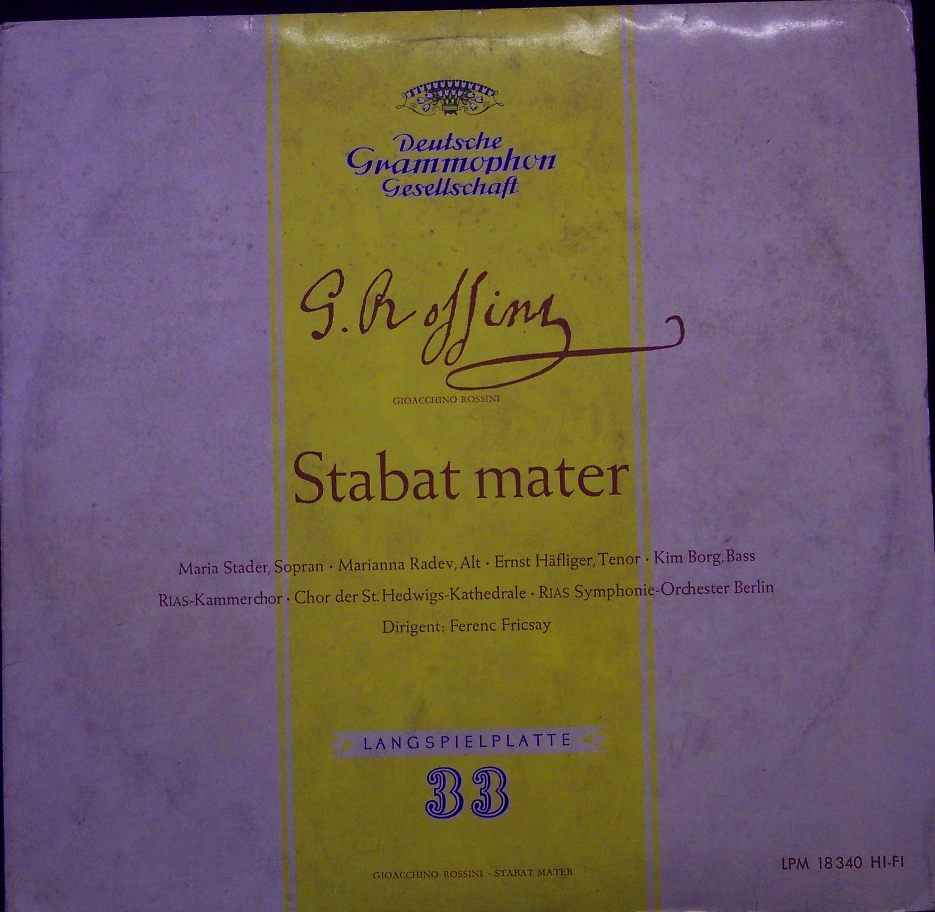 Deutsche
Grammophon
Gesellschaft
G. Rossini
GIOACCHINO ROSSINI
Stabat mater
Maria Stader, Sopran · Marianna Radev, Alt · Ernst Häfliger, Tenor · Kim Borg, Bass
RIAS-Kammerchor · Chor der St. Hedwigs-Kathedrale · RIAS Symphonie-Orchester Berlin
Dirigent: Ferenc Fricsay
LANGSPIELPLATTE
33
GIOACCHINO ROSSINI · STABAT MATER
LPM 18 340 HI-FI